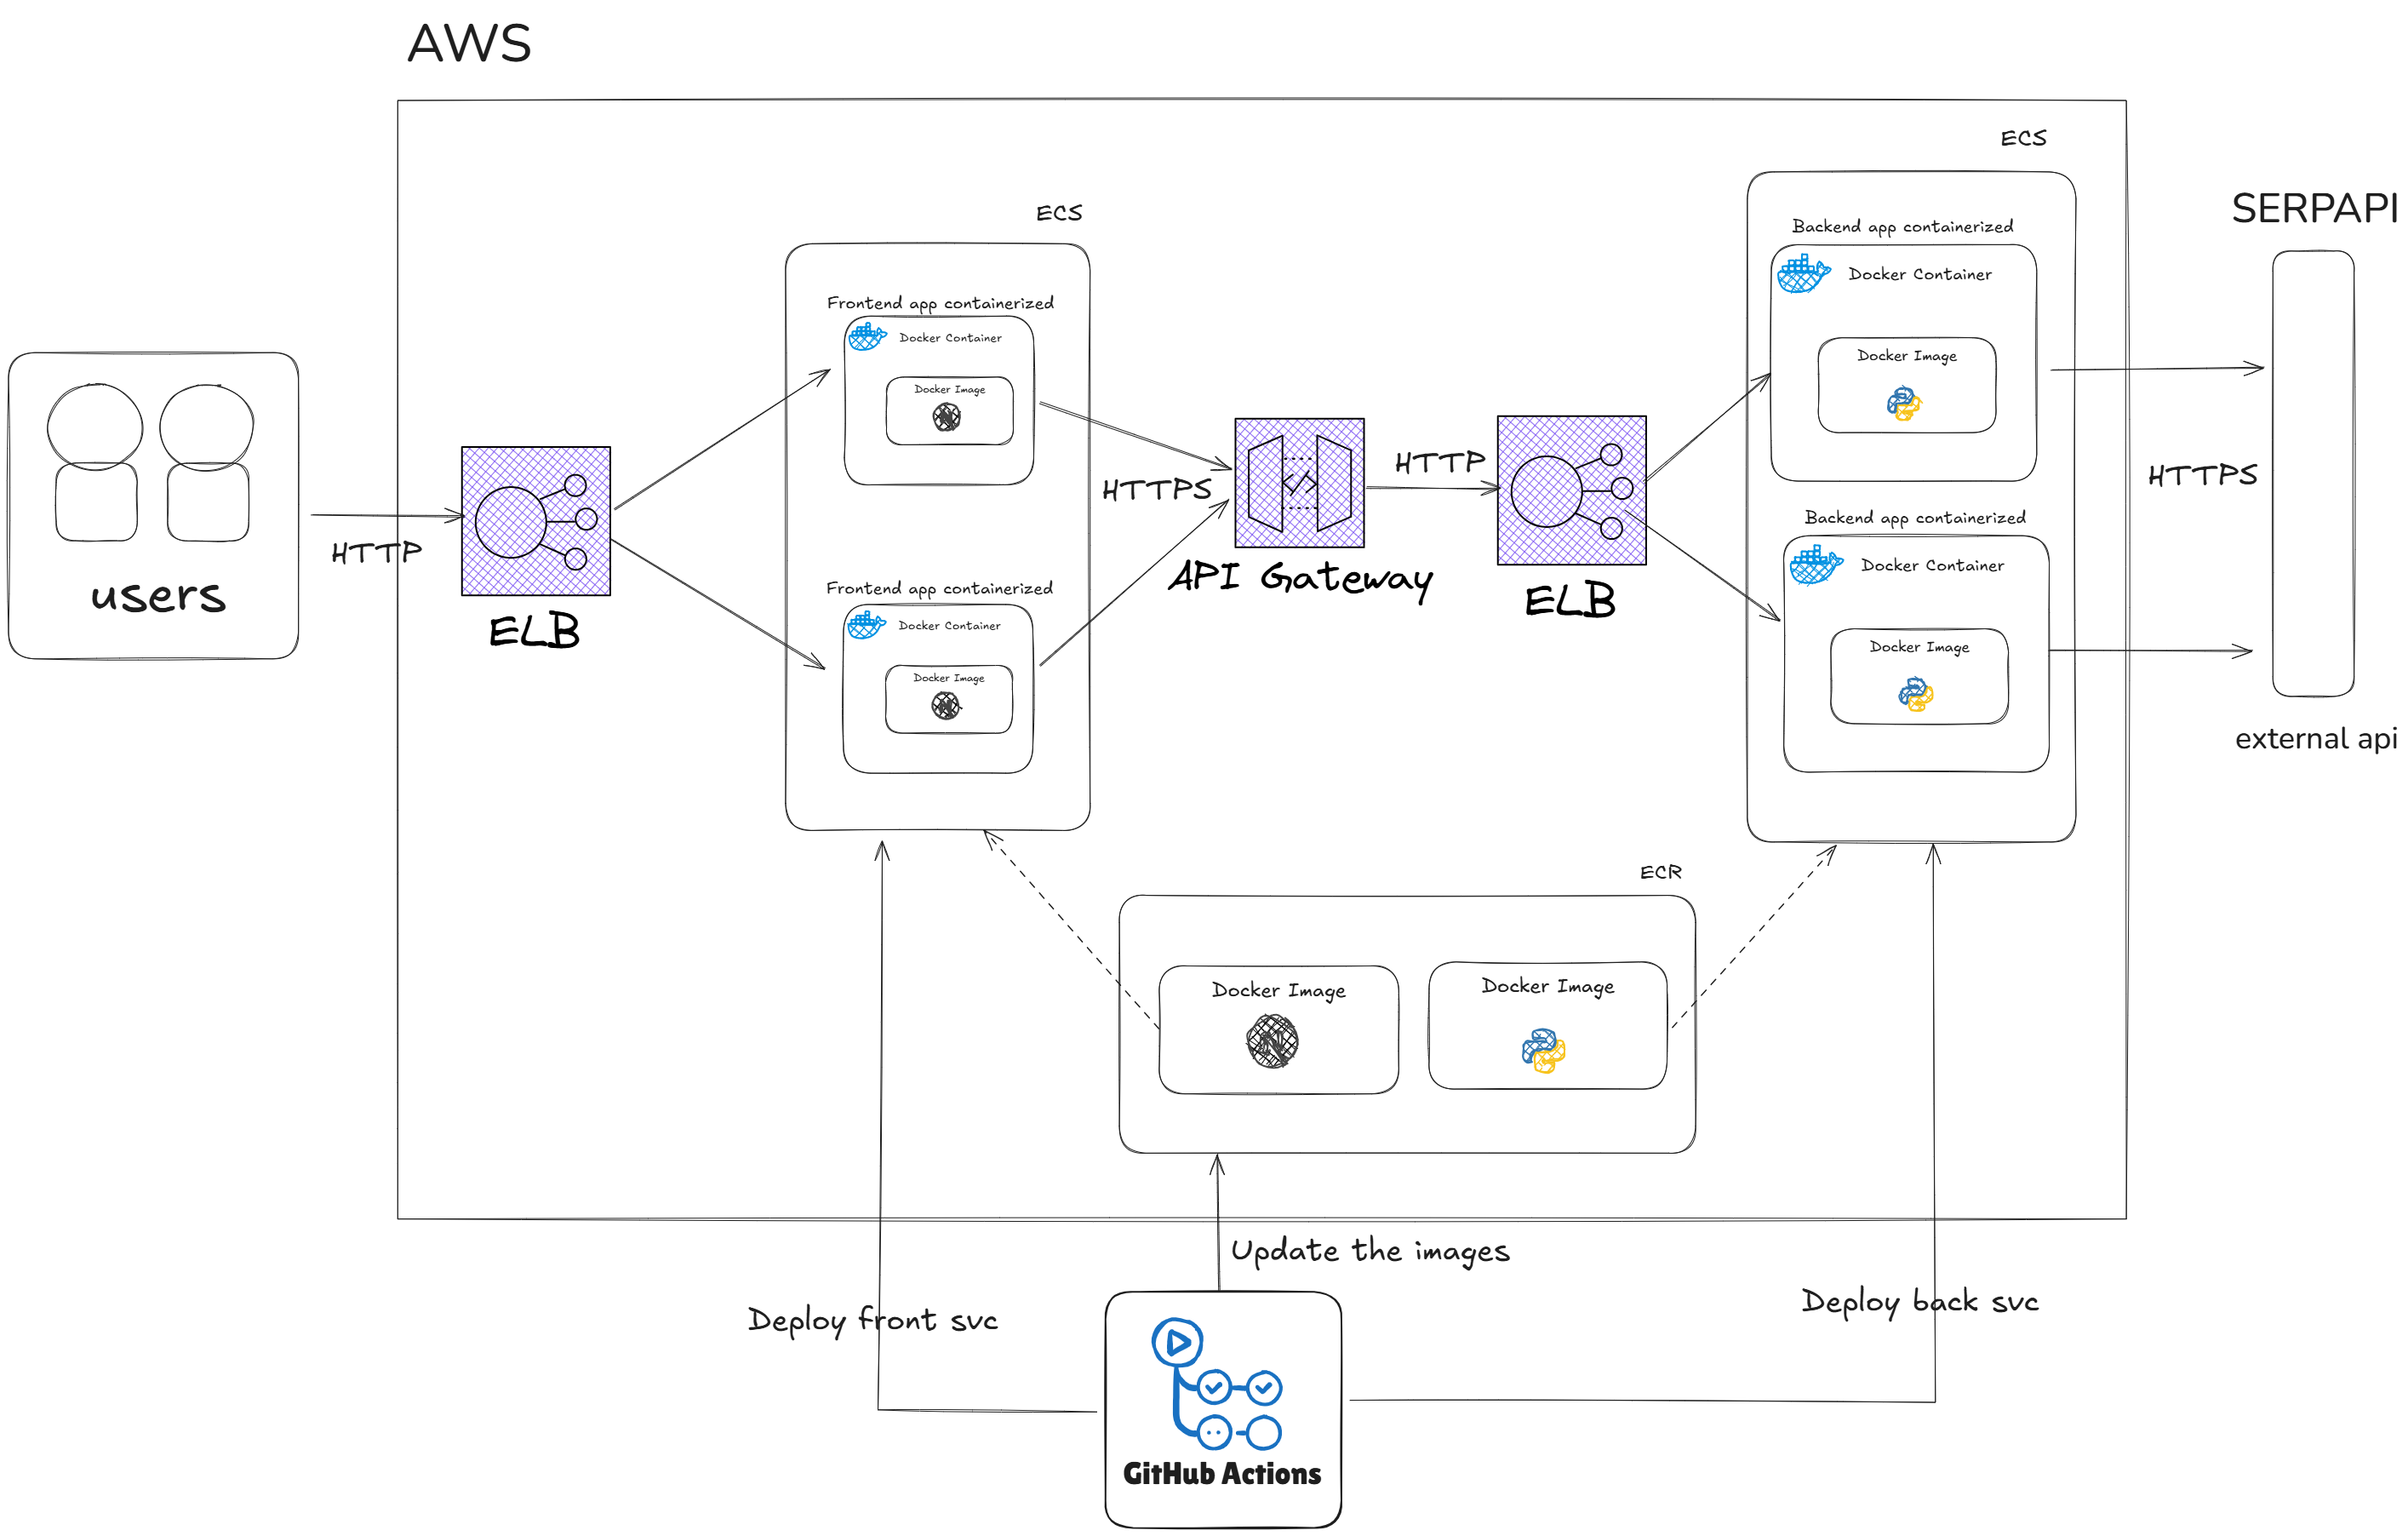 AWS
ECS
ECS
SERPAPI
Frontend app containerized
Docker Container
Docker Image
N
Backend app containerized
Docker Container
Docker Image
users
HTTP
ELB
HTTPS
API Gateway
HTTP
ELB
HTTPS
Frontend app containerized
Docker Container
Docker Image
N
Backend app containerized
Docker Container
Docker Image
external api
ECR
Docker Image
N
Docker Image
Update the images
Deploy front svc
Deploy back svc
GitHub Actions